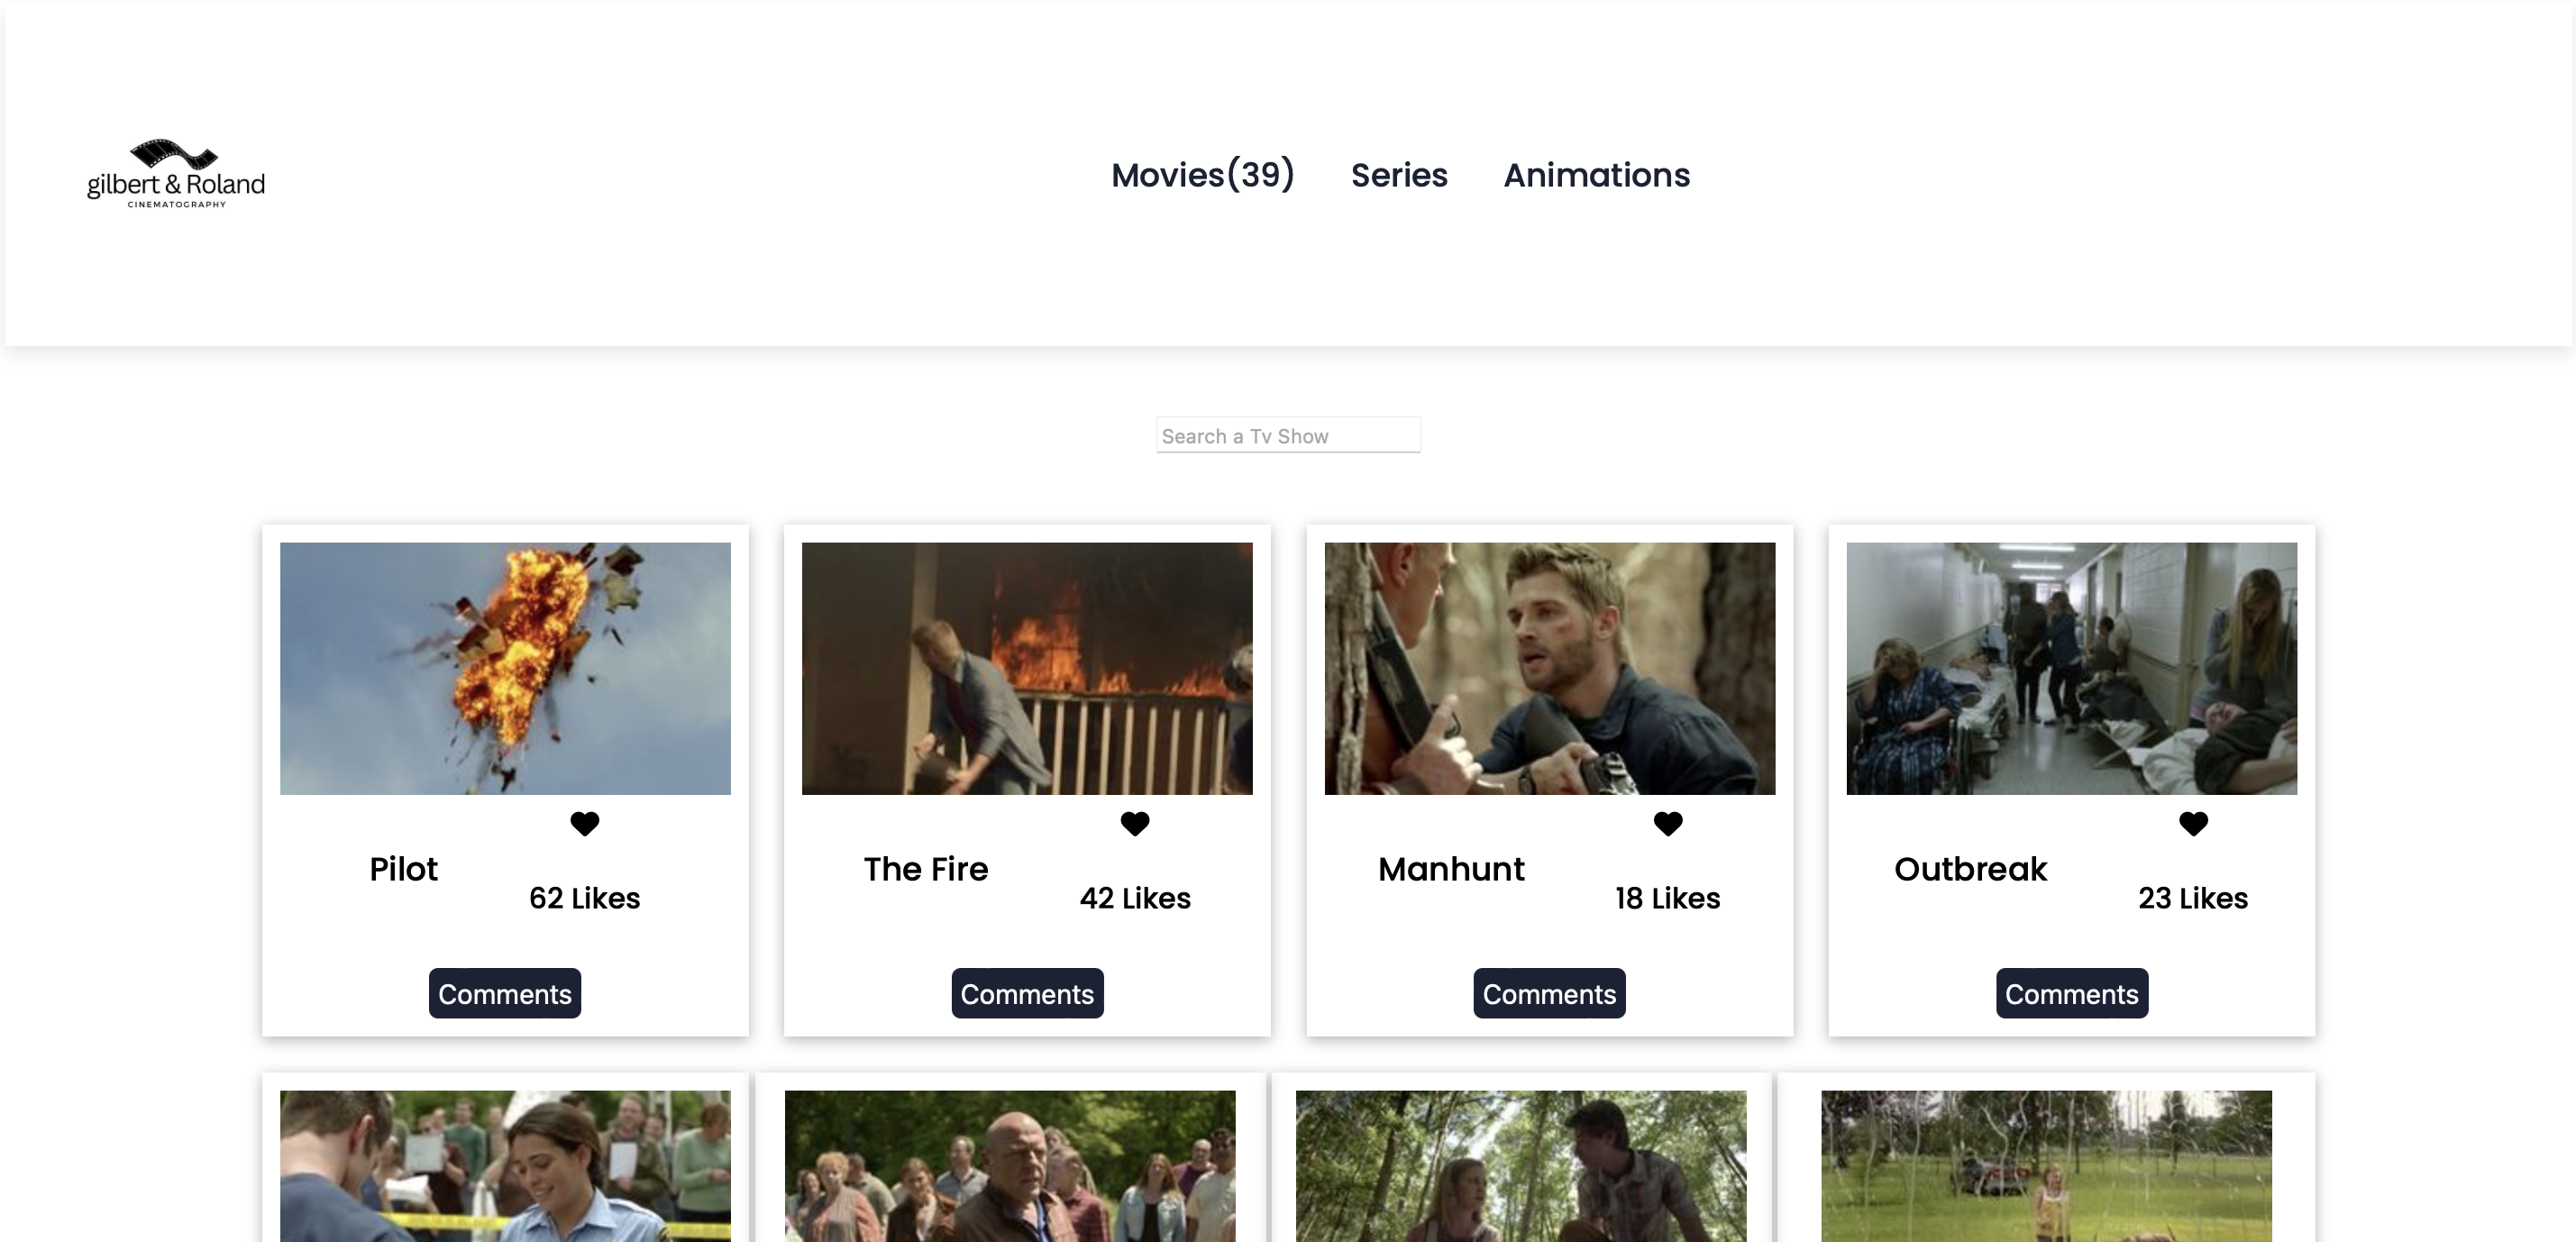 gilbert & Roland
CINEMATOGRAPHY
Movies(39) Series Animations
Search a Tv Show
Pilot
62 Likes
Comments
The Fire
42 Likes
Comments
Manhunt
18 Likes
Comments
Outbreak
23 Likes
Comments